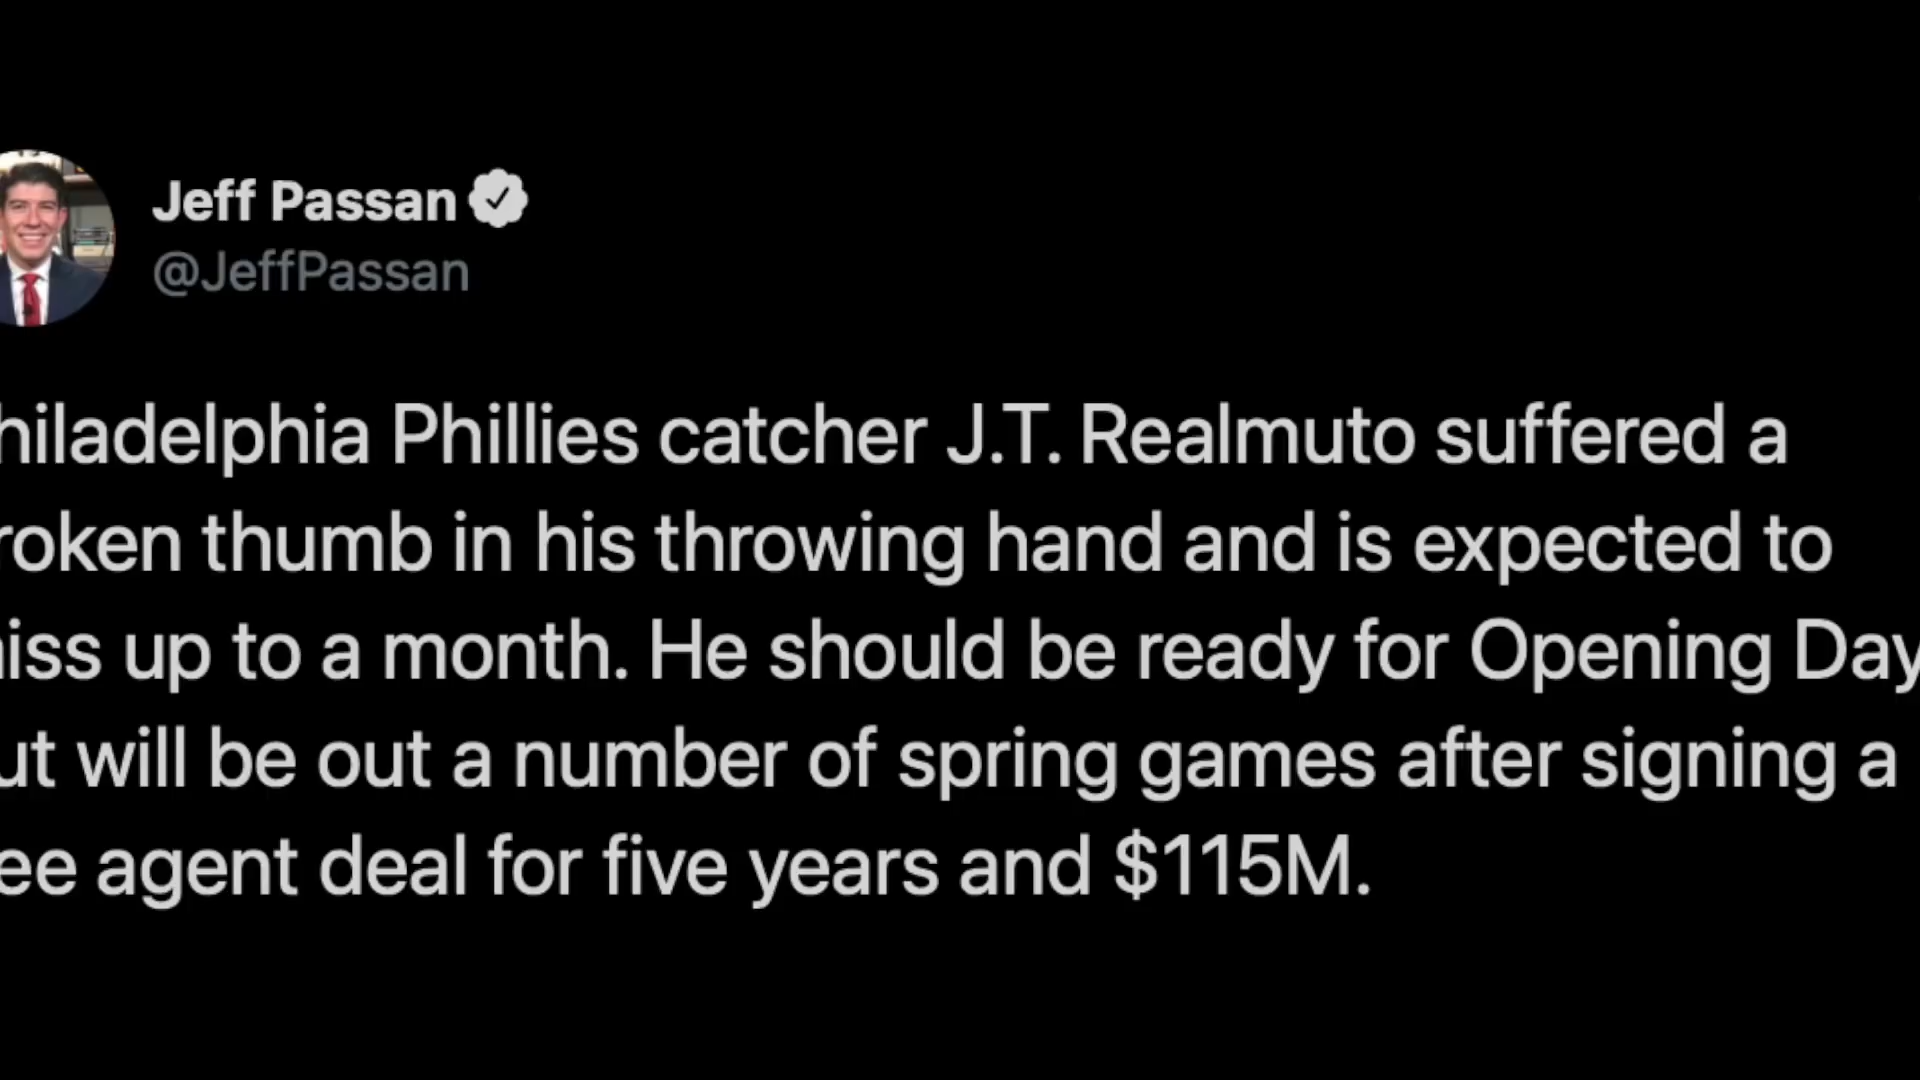 Jeff Passan
@JeffPassan
hiladelphia Phillies catcher J.T. Realmuto suffered a
roken thumb in his throwing hand and is expected to
iss up to a month. He should be ready for Opening Day
ut will be out a number of spring games after signing a
ee agent deal for five years and $115M.